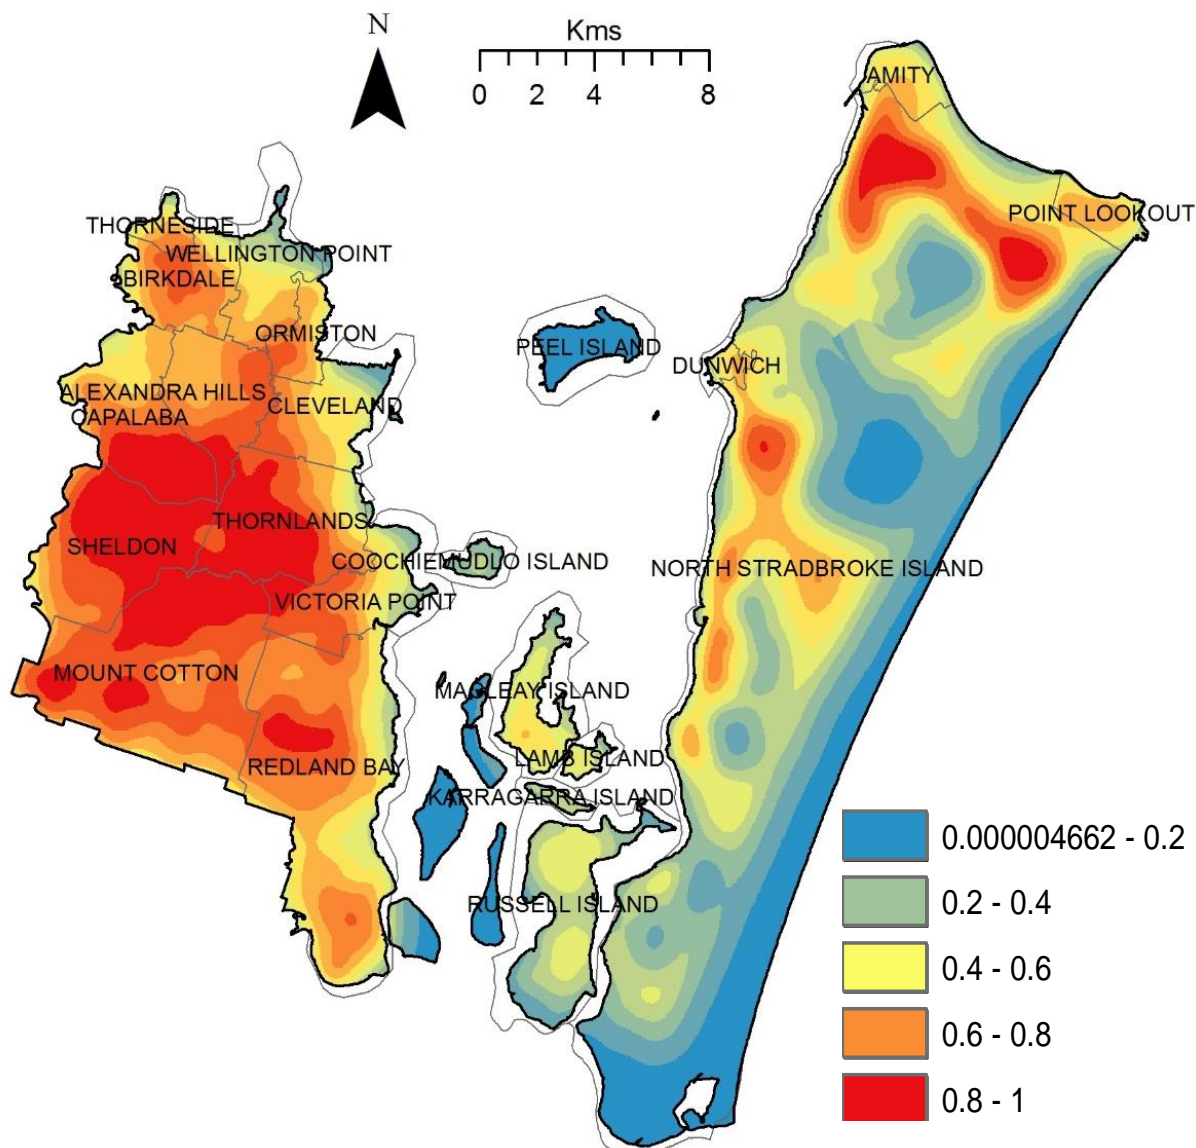 N
Kms
0 2 4 8
AMITY
POINT LOOKOUT
THORNESIDE
WELLINGTON POINT
BIRKDALE
ORMISTON
PEEL ISLAND
DUNWICH
ALEXANDRA HILLS
CLEVELAND
CAPALABA
THORNLANDS
SHELDON
COOCHIEMUDLO ISLAND
NORTH STRADBROKE ISLAND
VICTORIA POINT
MOUNT COTTON
MACLEAY ISLAND
LAMB ISLAND
REDLAND BAY
KARRAGARRA ISLAND
RUSSELL ISLAND
0.000004662 - 0.2
0.2 - 0.4
0.4 - 0.6
0.6 - 0.8
0.8 - 1